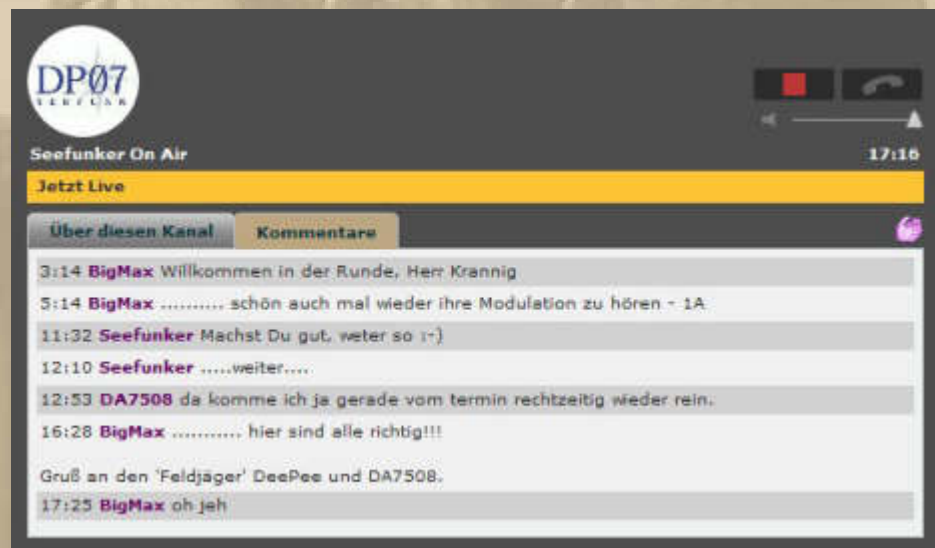 DP07
SEEFUNK
Seefunker On Air
17:16
Jetzt Live
Über diesen Kanal
Kommentare
3:14 BigMax Willkommen in der Runde, Herr Krannig
5:14 BigMax .......... schön auch mal wieder ihre Modulation zu hören - 1A
11:32 Seefunker Machst Du gut, weter so :-)
12:10 Seefunker .....weiter....
12:53 DA7508 da komme ich ja gerade vom termin rechtzeitig wieder rein.
16:28 BigMax ........... hier sind alle richtig!!!
Gruß an den 'Feldjäger' DeePee und DA7508.
17:25 BigMax oh jeh